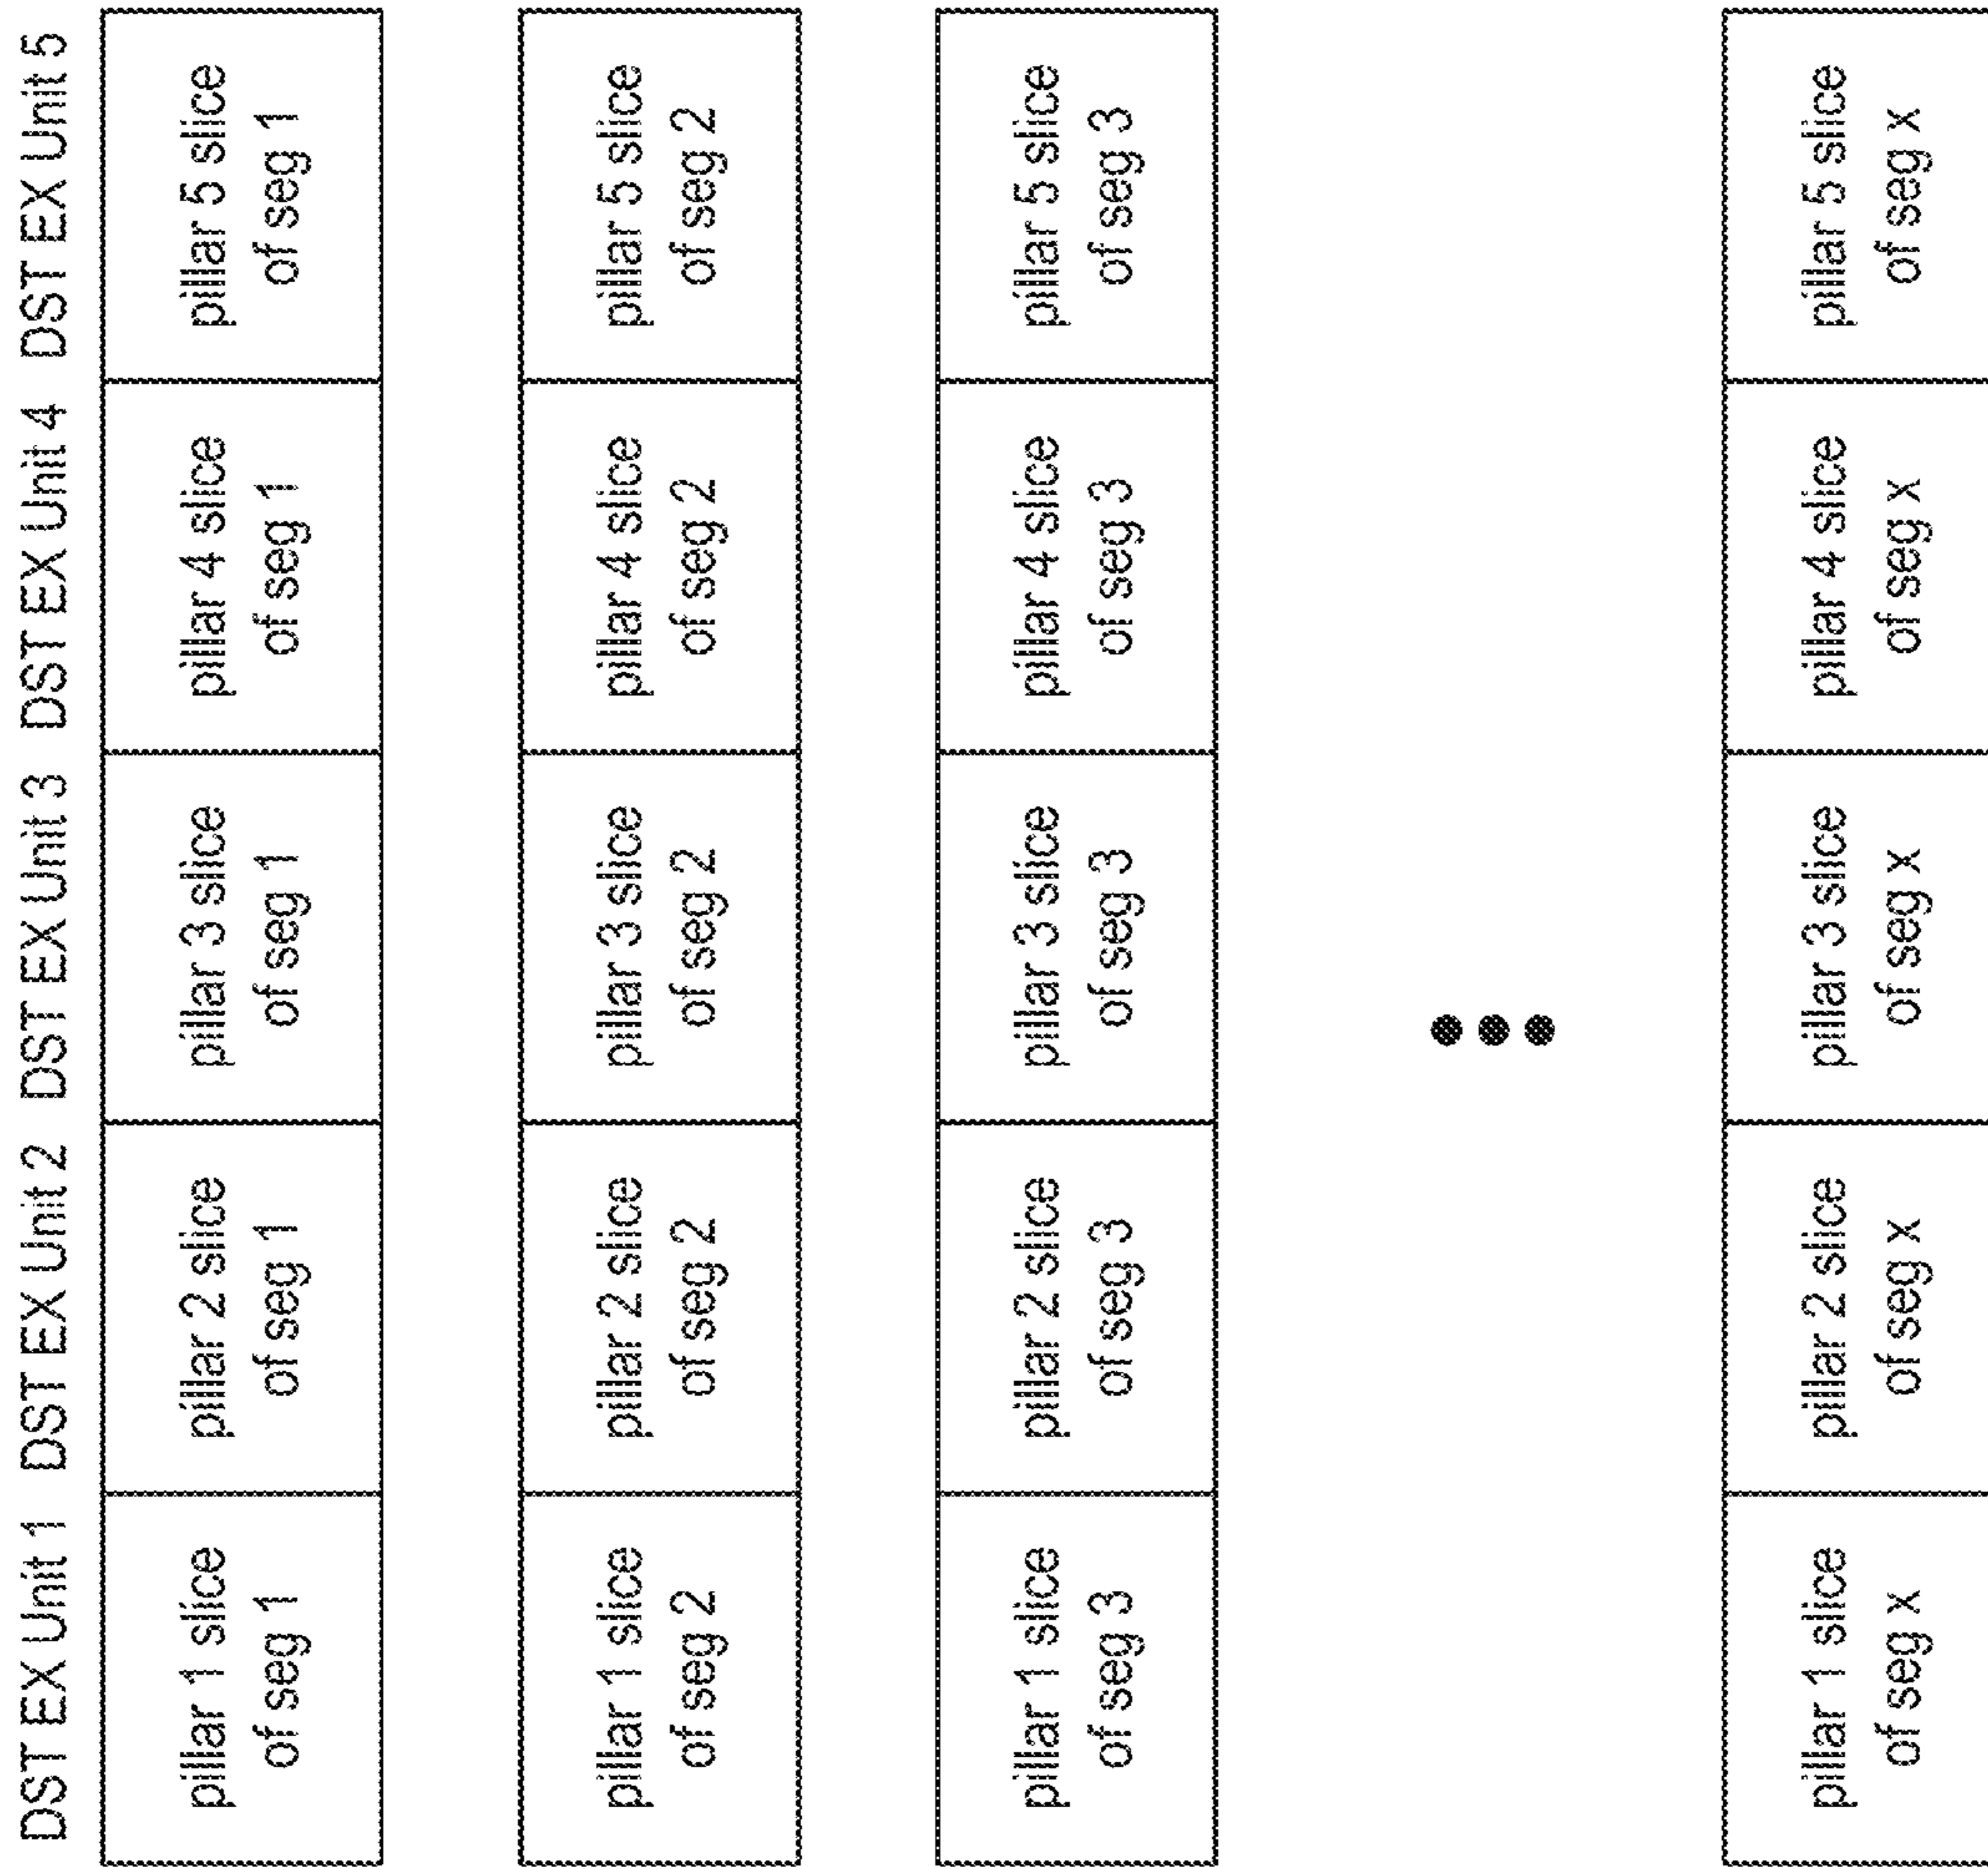 DST EX Unit 1 DST EX Unit 2 DST EX Unit 3 DST EX Unit 4 DST EX Unit 5
pillar 1 slice
of seg 1
pillar 2 slice
of seg 1
pillar 3 slice
of seg 1
pillar 4 slice
of seg 1
pillar 5 slice
of seg 1
pillar 1 slice
of seg 2
pillar 2 slice
of seg 2
pillar 3 slice
of seg 2
pillar 4 slice
of seg 2
pillar 5 slice
of seg 2
pillar 1 slice
of seg 3
pillar 2 slice
of seg 3
pillar 3 slice
of seg 3
pillar 4 slice
of seg 3
pillar 5 slice
of seg 3
pillar 1 slice
of seg x
pillar 2 slice
of seg x
pillar 3 slice
of seg x
pillar 4 slice
of seg x
pillar 5 slice
of seg x